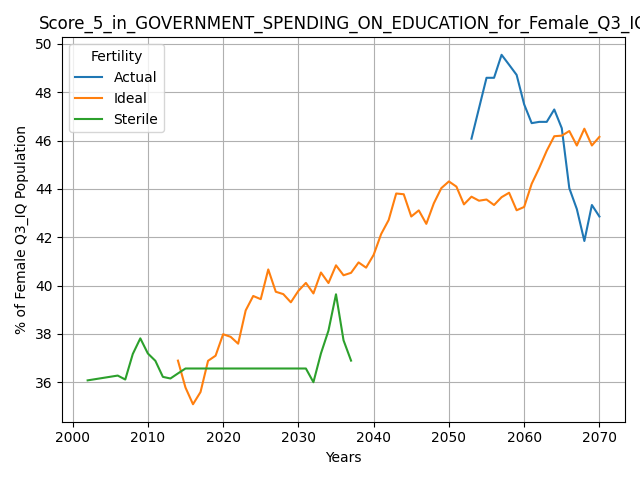 Score_5_in_GOVERNMENT_SPENDING_ON_EDUCATION_for_Female_Q3_IQ
Fertility
Actual
Ideal
Sterile
% of Female Q3_IQ Population
50
48
46
44
42
40
38
36
2000 2010 2020 2030 2040 2050 2060 2070
Years